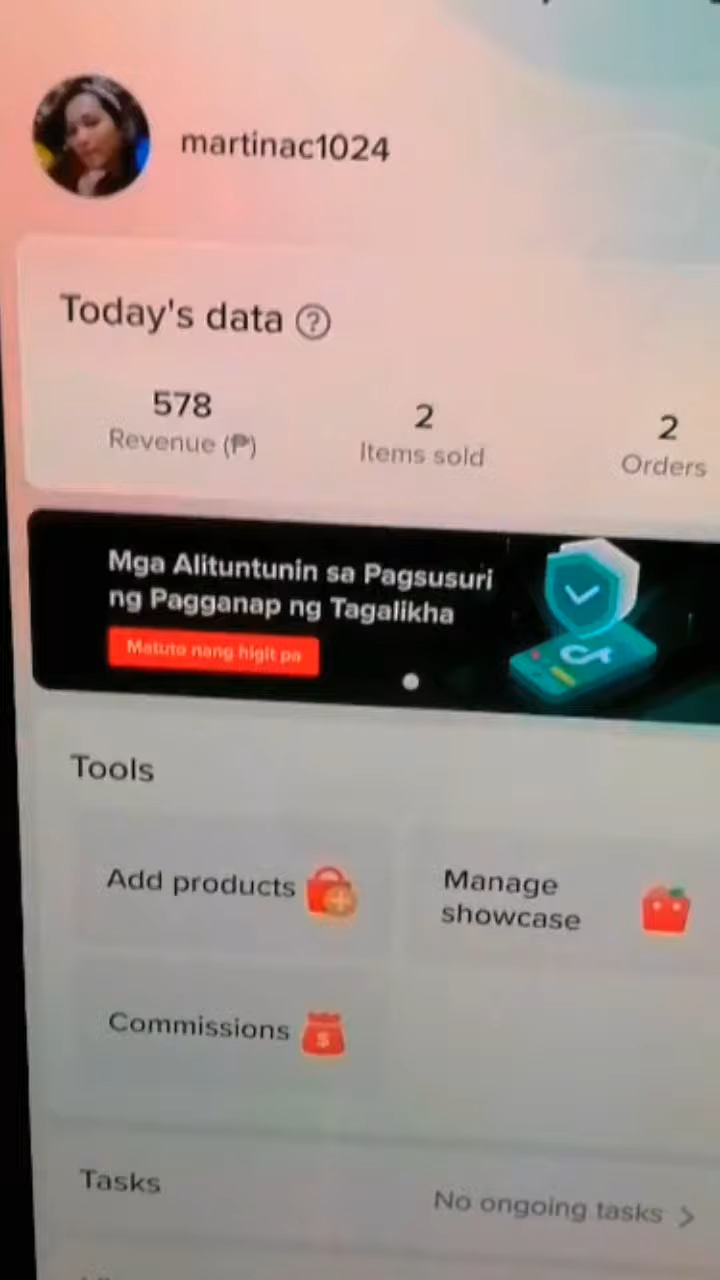 martinac1024
Today's data
578
Revenue (₱)
2
Items sold
2
Orders
Mga Alituntunin sa Pagsusuri
ng Pagganap ng Tagalikha
Matuto nang higit pa
Tools
Add products
Manage
showcase
Commissions
Tasks
No ongoing tasks